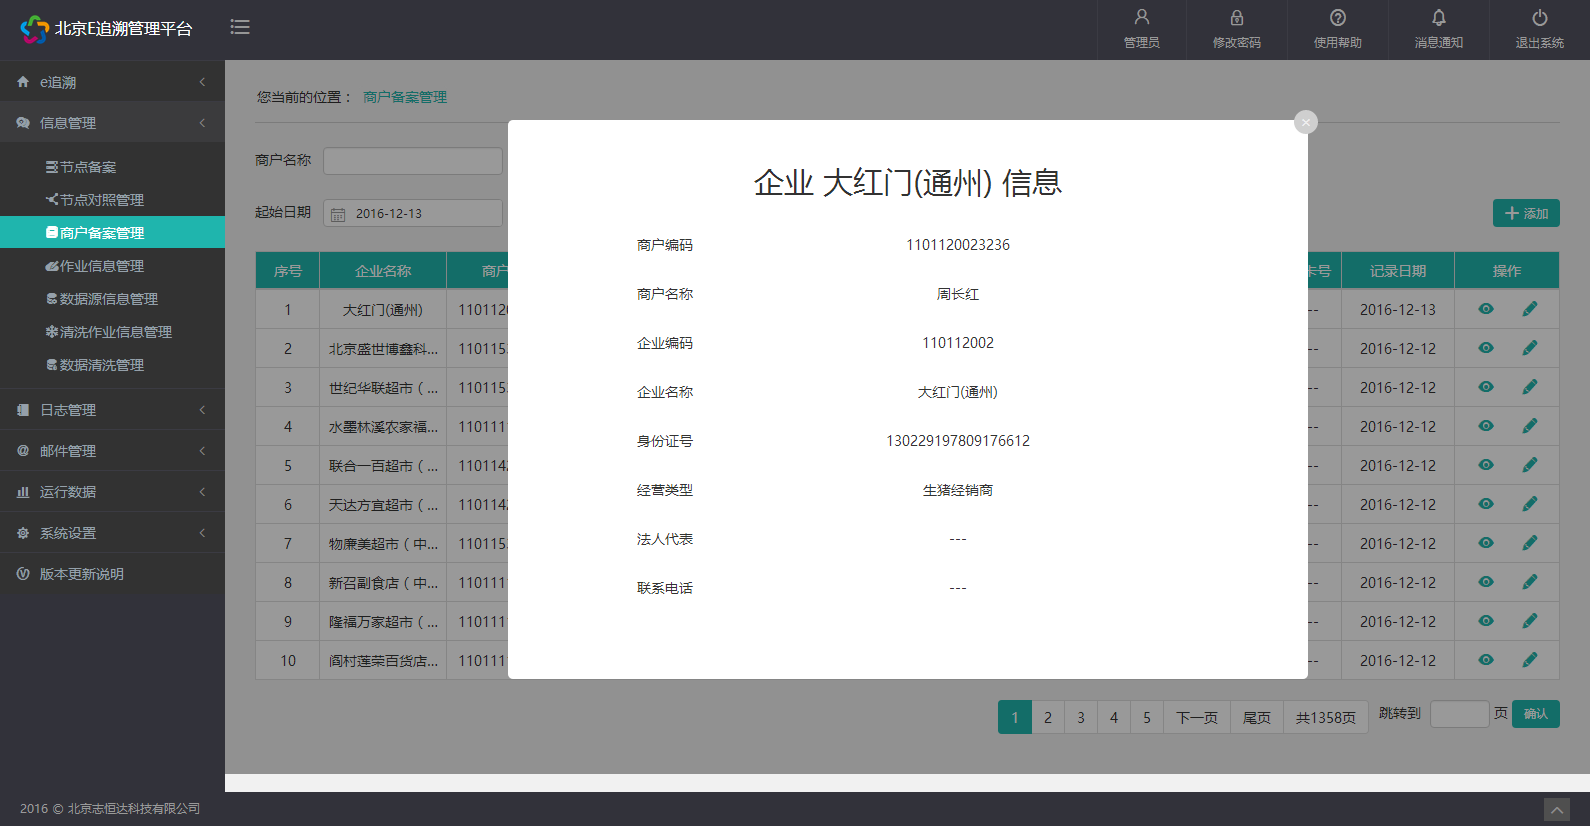 北京E追溯管理平台
管理员 修改密码 使用帮助 消息通知 退出系统
e追溯
信息管理
节点备案
节点对照管理
商户备案管理
作业信息管理
数据源信息管理
清洗作业信息管理
数据清洗管理
日志管理
邮件管理
运行数据
系统设置
版本更新说明
您当前的位置： 商户备案管理
商户名称
起始日期 2016-12-13
添加
企业 大红门(通州) 信息
商户编码 1101120023236
商户名称 周长红
企业编码 110112002
企业名称 大红门(通州)
身份证号 130229197809176612
经营类型 生猪经销商
法人代表 ---
联系电话 ---
序号 企业名称 商户 卡号 记录日期 操作
1 大红门(通州) 110112 -- 2016-12-13
2 北京盛世博鑫科... 110115 -- 2016-12-12
3 世纪华联超市（... 110115 -- 2016-12-12
4 水墨林溪农家福... 110111 -- 2016-12-12
5 联合一百超市（... 110114 -- 2016-12-12
6 天达方宜超市（... 110114 -- 2016-12-12
7 物廉美超市（中... 110115 -- 2016-12-12
8 新召副食店（中... 110111 -- 2016-12-12
9 隆福万家超市（... 110111 -- 2016-12-12
10 阎村莲荣百货店... 110111 -- 2016-12-12
1 2 3 4 5 下一页 尾页 共1358页 跳转到 页 确认
2016 © 北京志恒达科技有限公司